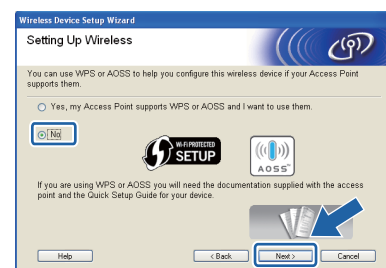 Wireless Device Setup Wizard
Setting Up Wireless
You can use WPS or AOSS to help you configure this wireless device if your Access Point
supports them.
Yes, my Access Point supports WPS or AOSS and I want to use them.
No
WI-FI PROTECTED
SETUP
AOSS™
If you are using WPS or AOSS you will need the documentation supplied with the access
point and the Quick Setup Guide for your device.
Help
< Back
Next >
Cancel